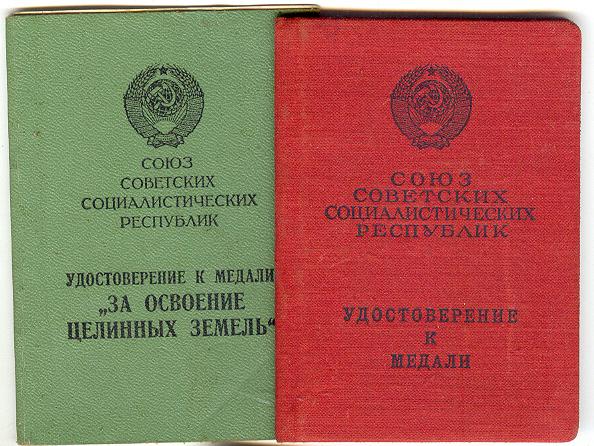 СОЮЗ
СОВЕТСКИХ
СОЦИАЛИСТИЧЕСКИХ
РЕСПУБЛИК
УДОСТОВЕРЕНИЕ К МЕДАЛИ
„ЗА ОСВОЕНИЕ
ЦЕЛИННЫХ ЗЕМЕЛЬ“
СОЮЗ
СОВЕТСКИХ
СОЦИАЛИСТИЧЕСКИХ
РЕСПУБЛИК
УДОСТОВЕРЕНИЕ
К
МЕДАЛИ